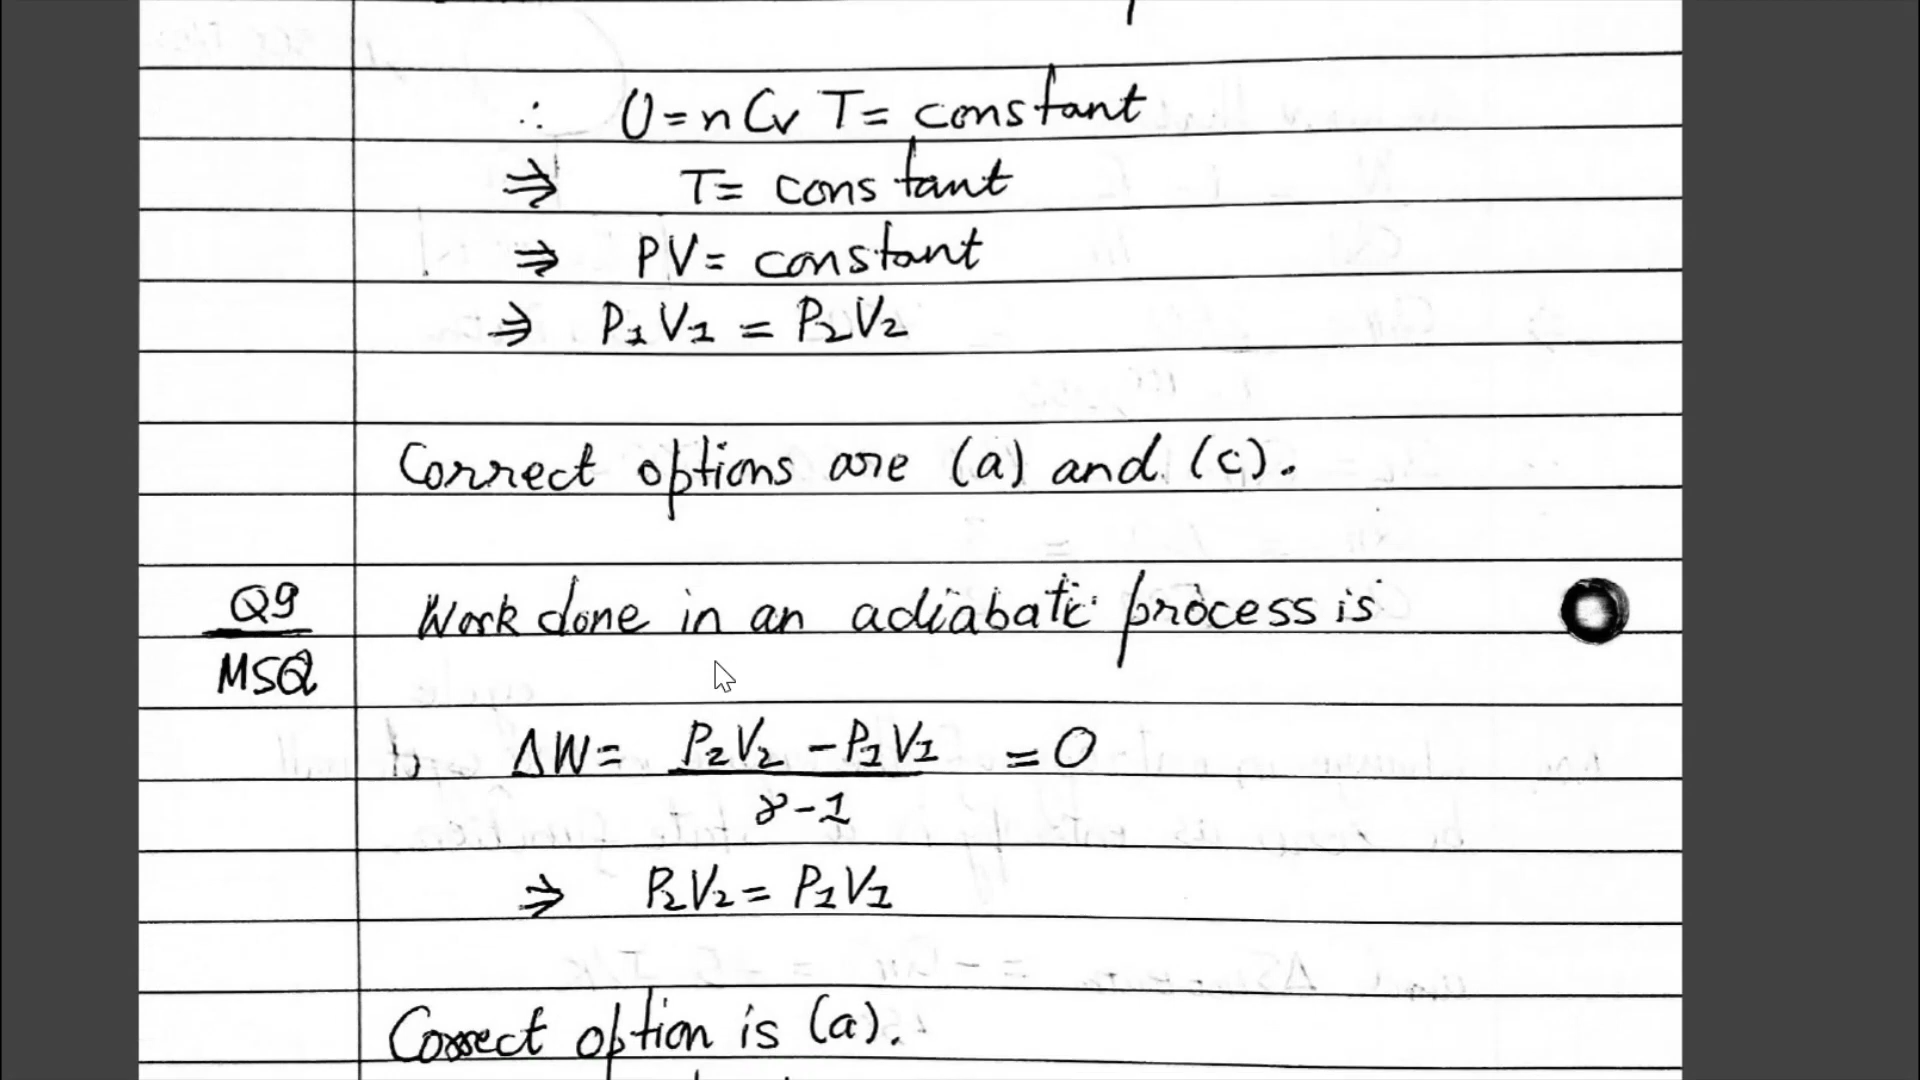 ∴ U = n Cv T = constant
⇒ T = constant
⇒ PV = constant
⇒ P₁V₁ = P₂V₂
Correct options are (a) and (c).
Q9 Work done in an adiabatic process is
MSQ
ΔW = (P₂V₂ - P₁V₁)/(γ-1) = 0
⇒ P₂V₂ = P₁V₁
Correct option is (a).